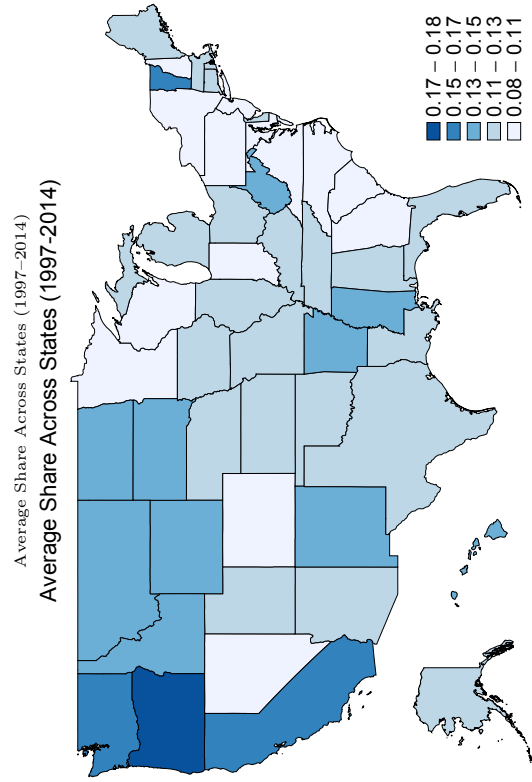 Average Share Across States (1997–2014)
Average Share Across States (1997-2014)
0.17 – 0.18
0.15 – 0.17
0.13 – 0.15
0.11 – 0.13
0.08 – 0.11